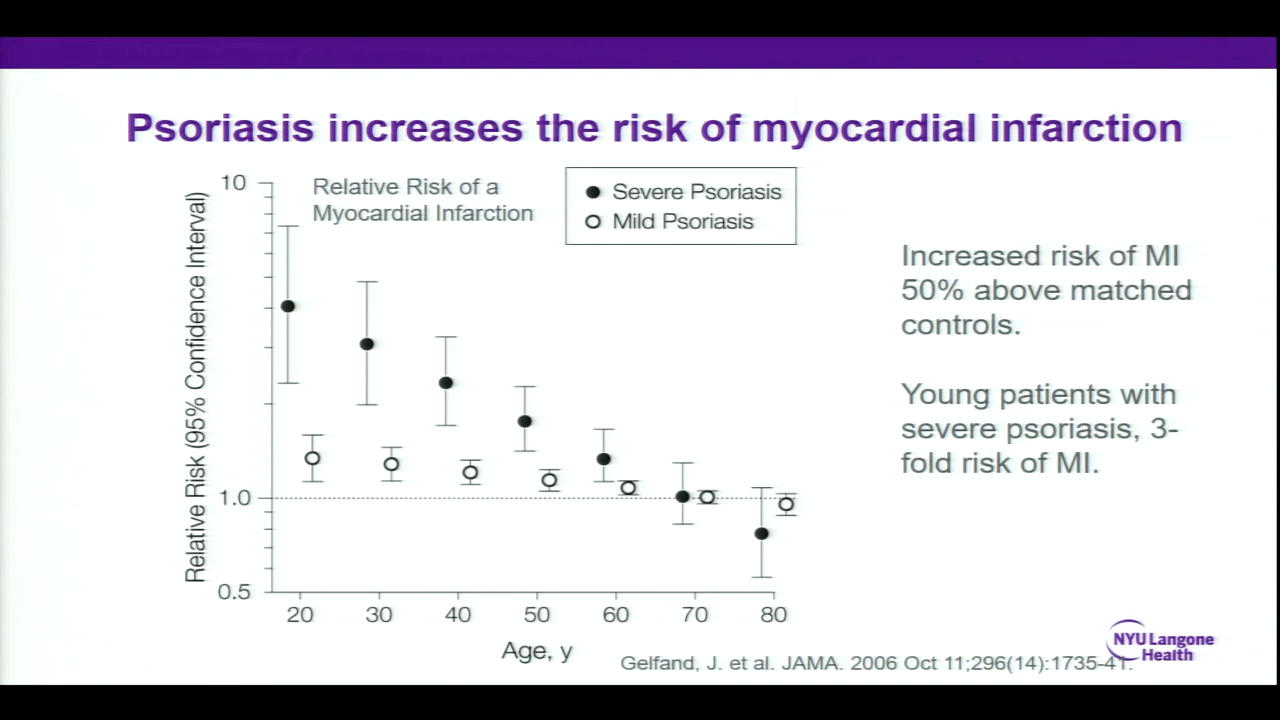 Psoriasis increases the risk of myocardial infarction
Relative Risk (95% Confidence Interval)
10
1.0
0.5
Relative Risk of a
Myocardial Infarction
Severe Psoriasis
Mild Psoriasis
20 30 40 50 60 70 80
Age, y
Increased risk of MI
50% above matched
controls.
Young patients with
severe psoriasis, 3-
fold risk of MI.
NYU Langone
Health
Gelfand, J. et al. JAMA. 2006 Oct 11;296(14):1735-41.